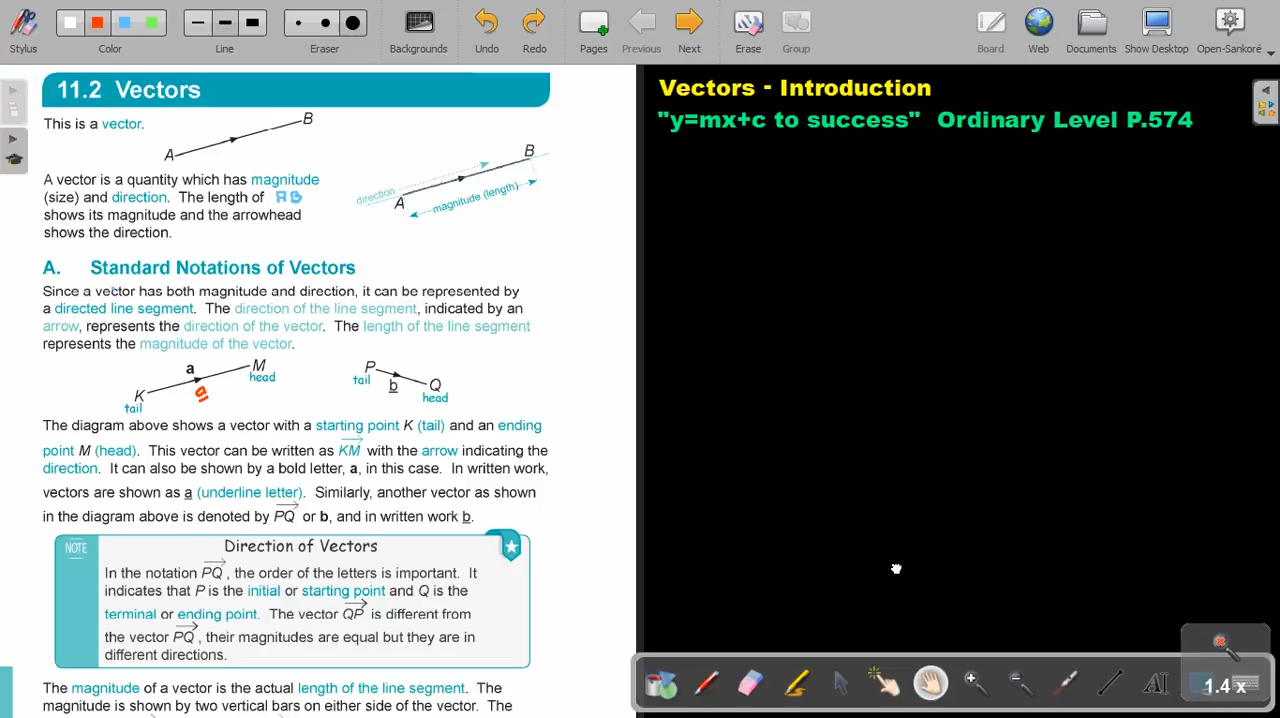 Stylus
Color
Line
Eraser
Backgrounds
Undo
Redo
Pages
Previous
Next
Erase
Group
Board
Web
Documents
Show Desktop
Open-Sankoré
11.2 Vectors
This is a vector.
A
B
A vector is a quantity which has magnitude
(size) and direction. The length of AB
shows its magnitude and the arrowhead
shows the direction.
direction
A
B
magnitude (length)
A. Standard Notations of Vectors
Since a vector has both magnitude and direction, it can be represented by
a directed line segment. The direction of the line segment, indicated by an
arrow, represents the direction of the vector. The length of the line segment
represents the magnitude of the vector.
a
M
head
K
tail
a
P
tail
b
Q
head
The diagram above shows a vector with a starting point K (tail) and an ending
point M (head). This vector can be written as KM with the arrow indicating the
direction. It can also be shown by a bold letter, a, in this case. In written work,
vectors are shown as a (underline letter). Similarly, another vector as shown
in the diagram above is denoted by PQ or b, and in written work b.
NOTE
Direction of Vectors
In the notation PQ, the order of the letters is important. It
indicates that P is the initial or starting point and Q is the
terminal or ending point. The vector QP is different from
the vector PQ, their magnitudes are equal but they are in
different directions.
The magnitude of a vector is the actual length of the line segment. The
magnitude is shown by two vertical bars on either side of the vector. The
Vectors - Introduction
"y=mx+c to success" Ordinary Level P.574
AI
1.4 x